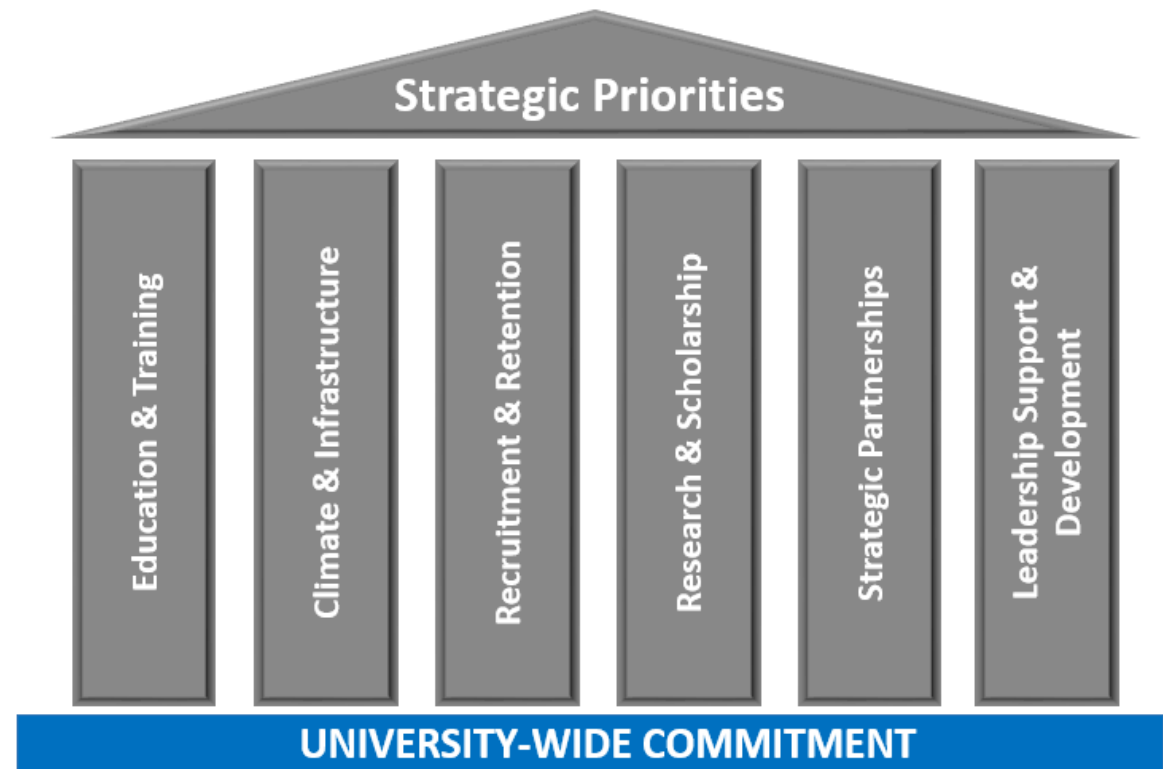 Strategic Priorities
Education & Training
Climate & Infrastructure
Recruitment & Retention
Research & Scholarship
Strategic Partnerships
Leadership Support &
Development
UNIVERSITY-WIDE COMMITMENT